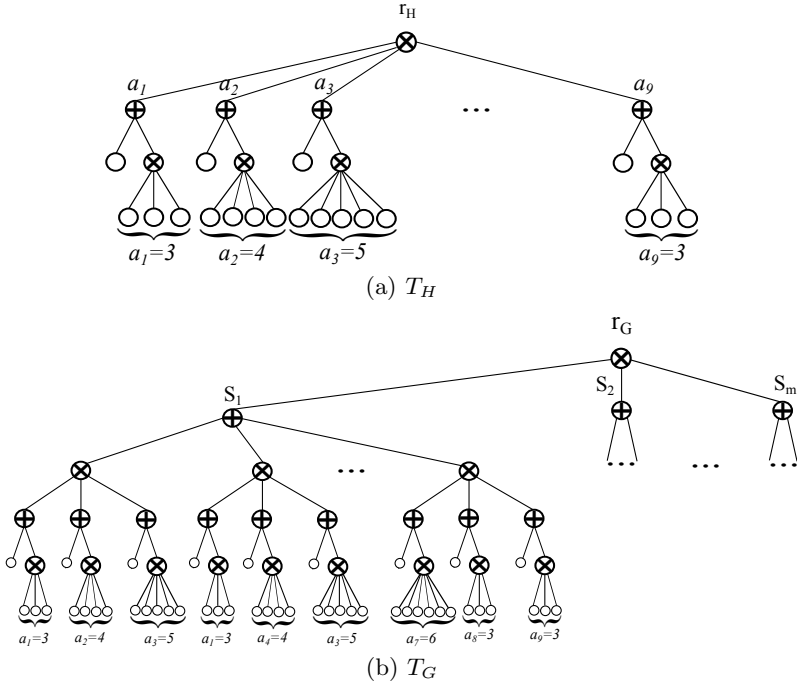 r_H
a_1 a_2 a_3 ... a_9
a_1=3 a_2=4 a_3=5 a_9=3
(a) T_H
r_G
S_1 S_2 S_m
... ... ... ...
a_1=3 a_2=4 a_3=5 a_1=3 a_4=4 a_3=5 a_7=6 a_8=3 a_9=3
(b) T_G